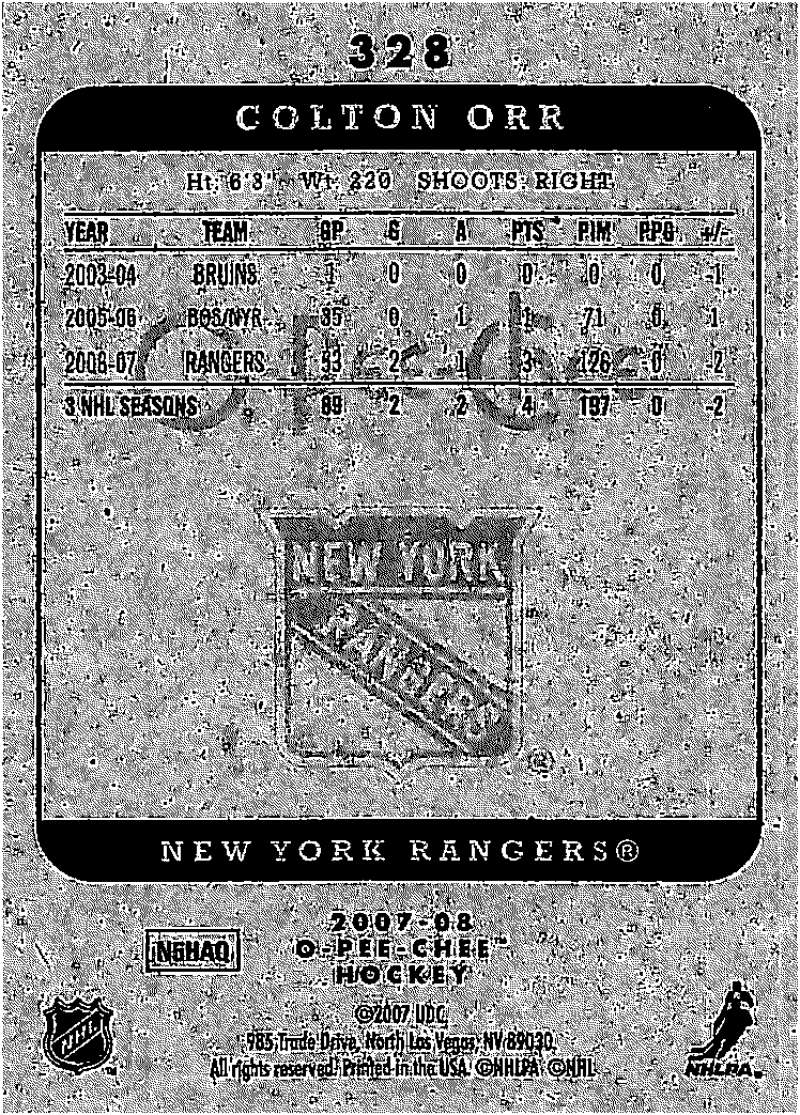 328
COLTON ORR
Ht: 6'3" Wt: 220 SHOOTS: RIGHT
YEAR TEAM GP G A PTS PIM PPG +/-
2003-04 BRUINS 1 0 0 0 0 0 -1
2005-06 BOS/NYR 35 0 1 1 71 0 1
2006-07 RANGERS 53 2 1 3 126 0 -2
3 NHL SEASONS 89 2 2 4 197 0 -2
O-Pee-Chee
NEW YORK
RANGERS
®
NEW YORK RANGERS®
2007-08
N6HAO
O-PEE-CHEE™
HOCKEY
©2007 UDC
985 Trade Drive, North Las Vegas, NV 89030.
All rights reserved. Printed in the USA. ©NHLPA ©NHL
NHL™
NHLPA®